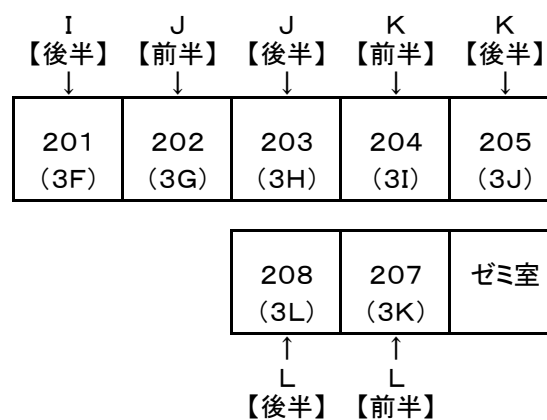 I J J K K
【後半】 【前半】 【後半】 【前半】 【後半】
↓ ↓ ↓ ↓ ↓
201 202 203 204 205
(3F) (3G) (3H) (3I) (3J)
208 207 ゼミ室
(3L) (3K)
↑ ↑
L L
【後半】 【前半】